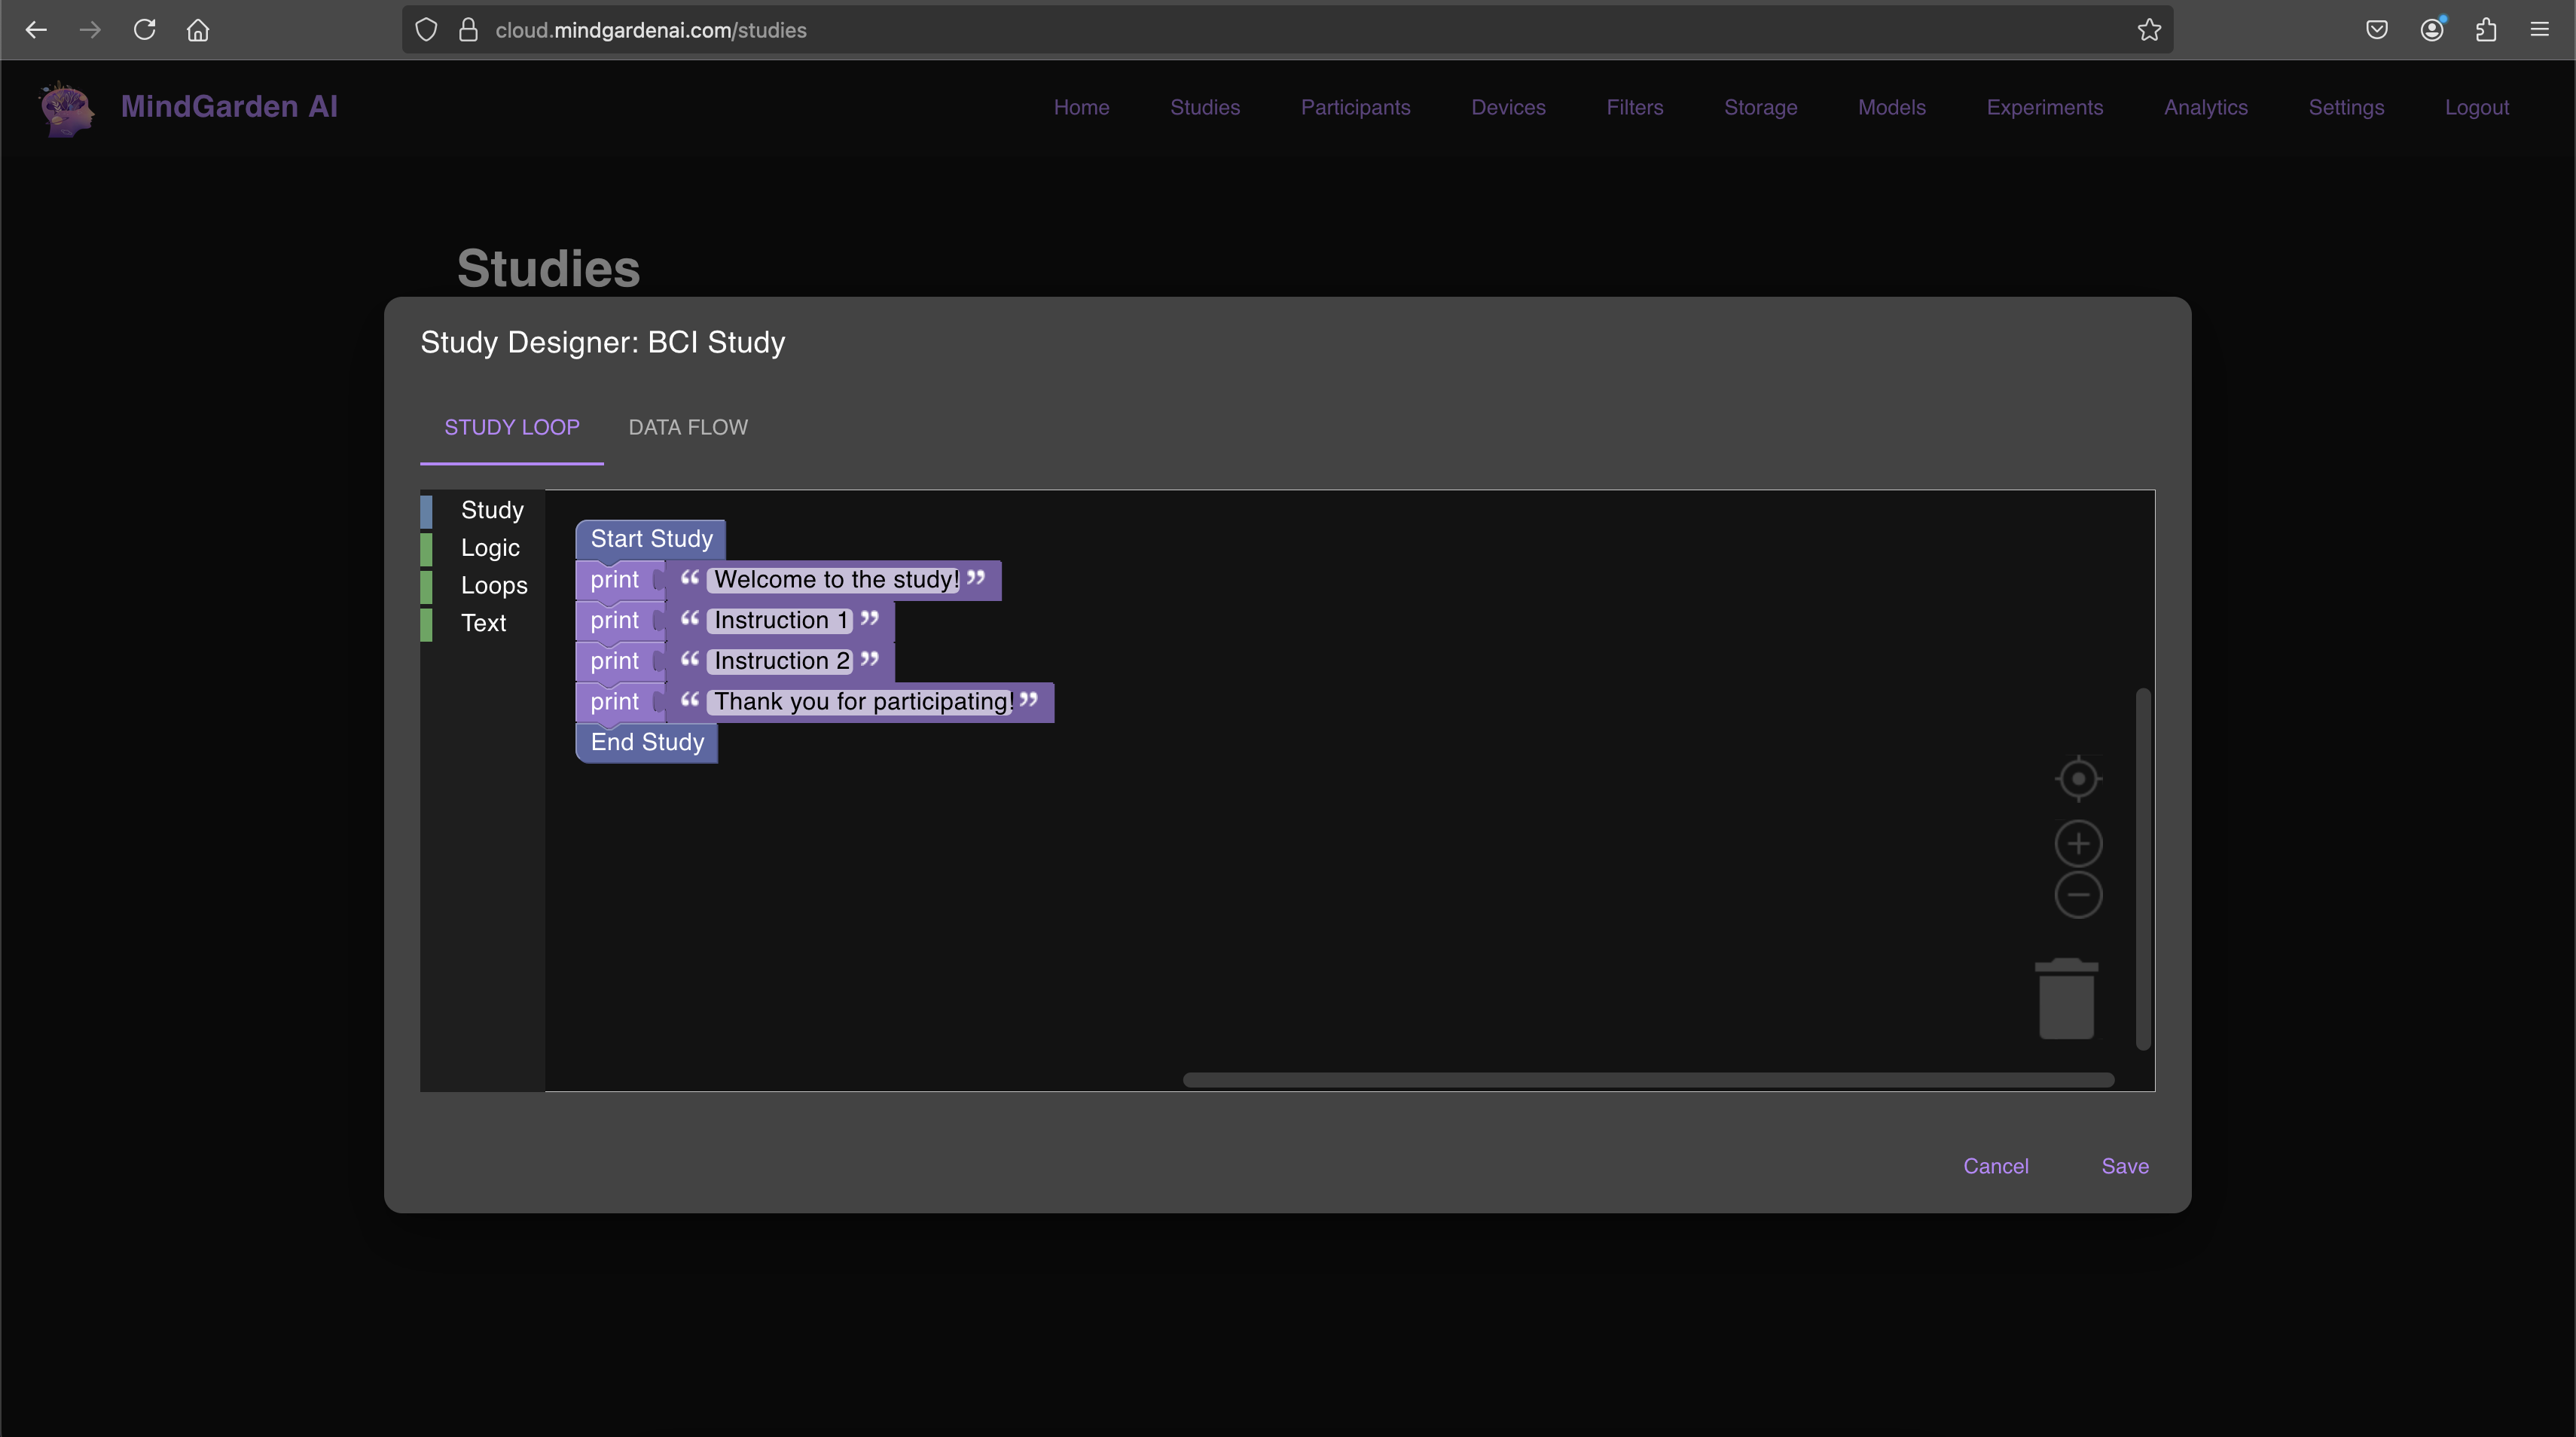 cloud.mindgardenai.com/studies
MindGarden AI
Home Studies Participants Devices Filters Storage Models Experiments Analytics Settings Logout
Studies
Study Designer: BCI Study
STUDY LOOP DATA FLOW
Study
Logic
Loops
Text
Start Study
print “ Welcome to the study! ”
print “ Instruction 1 ”
print “ Instruction 2 ”
print “ Thank you for participating! ”
End Study
Cancel Save